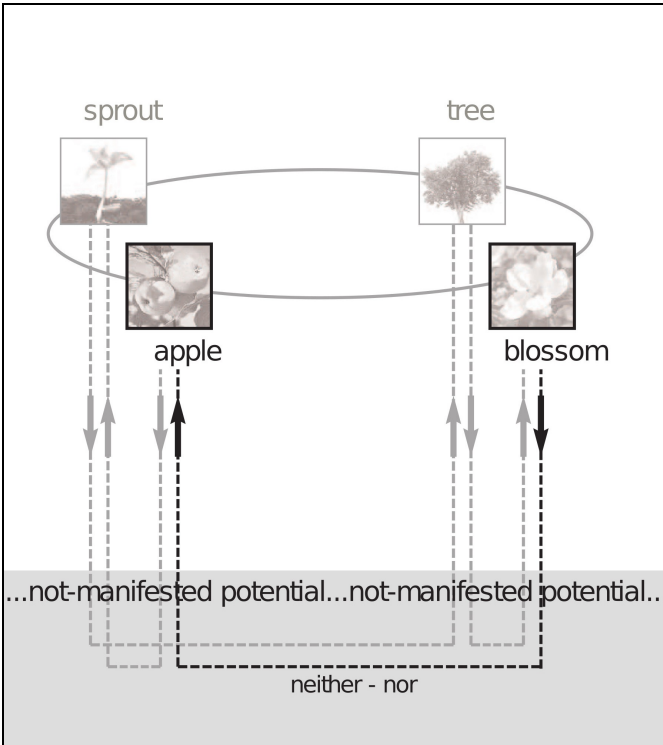 sprout tree
apple blossom
...not-manifested potential...not-manifested potential..
neither - nor